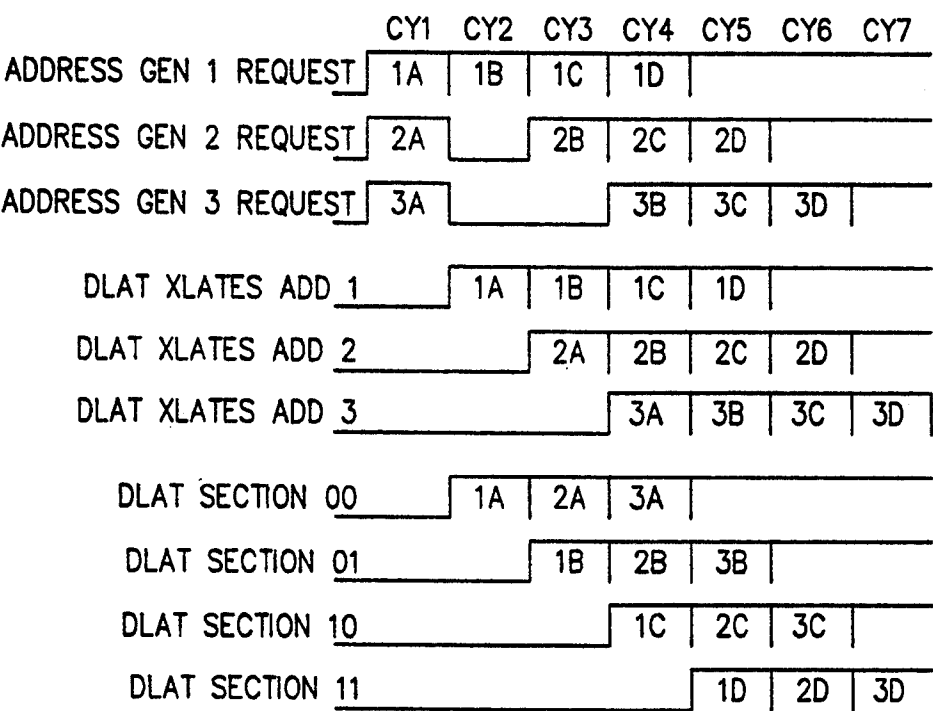 CY1 CY2 CY3 CY4 CY5 CY6 CY7
ADDRESS GEN 1 REQUEST 1A 1B 1C 1D
ADDRESS GEN 2 REQUEST 2A 2B 2C 2D
ADDRESS GEN 3 REQUEST 3A 3B 3C 3D
DLAT XLATES ADD 1 1A 1B 1C 1D
DLAT XLATES ADD 2 2A 2B 2C 2D
DLAT XLATES ADD 3 3A 3B 3C 3D
DLAT SECTION 00 1A 2A 3A
DLAT SECTION 01 1B 2B 3B
DLAT SECTION 10 1C 2C 3C
DLAT SECTION 11 1D 2D 3D